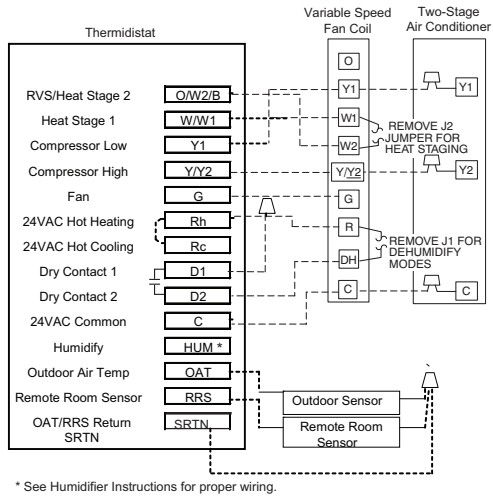 Variable Speed
Fan Coil
Two-Stage
Air Conditioner
Thermidistat
RVS/Heat Stage 2 O/W2/B
Heat Stage 1 W/W1
Compressor Low Y1
Compressor High Y/Y2
Fan G
24VAC Hot Heating Rh
24VAC Hot Cooling Rc
Dry Contact 1 D1
Dry Contact 2 D2
24VAC Common C
Humidify HUM *
Outdoor Air Temp OAT
Remote Room Sensor RRS
OAT/RRS Return
SRTN
SRTN
O
Y1
W1
W2
Y/Y2
G
R
DH
C
REMOVE J2
JUMPER FOR
HEAT STAGING
REMOVE J1 FOR
DEHUMIDIFY
MODES
Y1
Y2
C
Outdoor Sensor
Remote Room
Sensor
* See Humidifier Instructions for proper wiring.